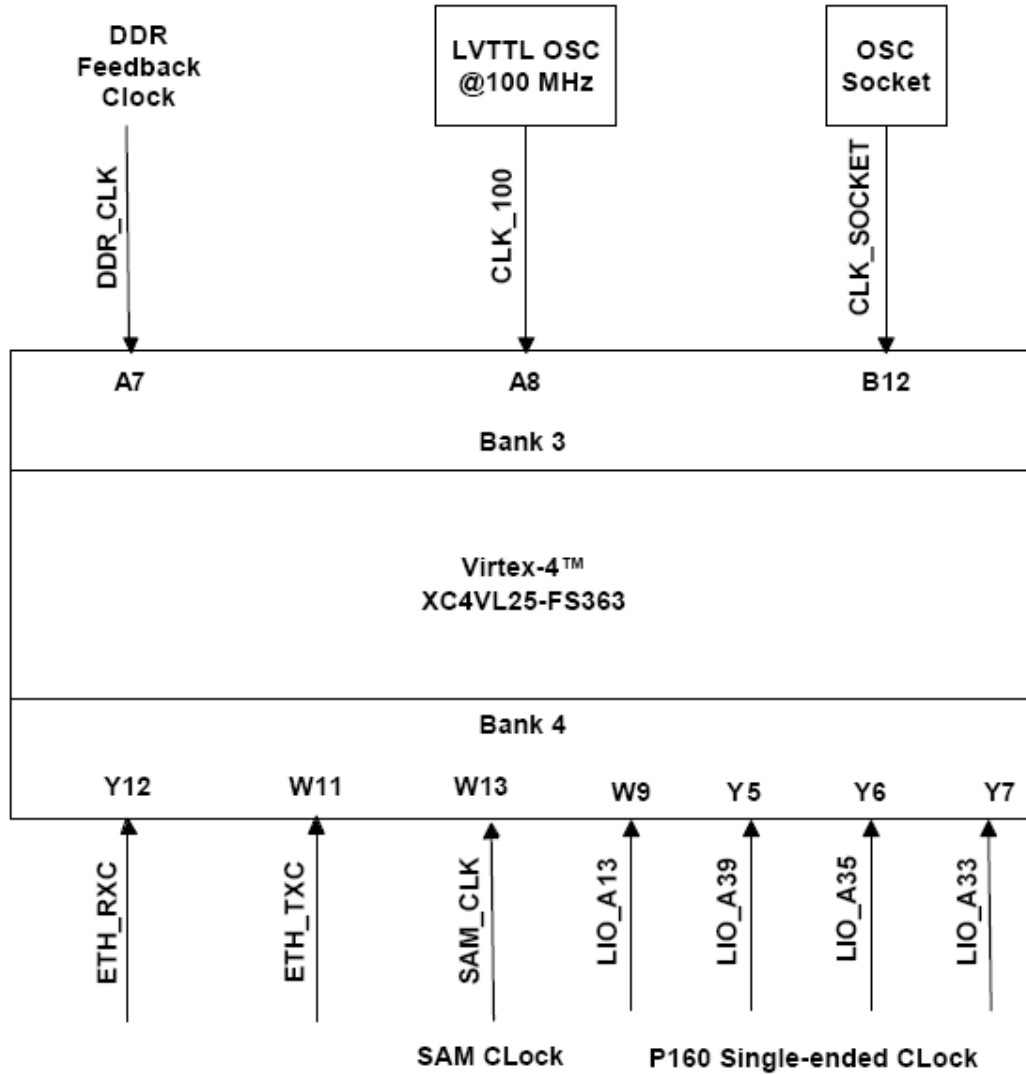 DDR
Feedback
Clock
LVTTL OSC
@100 MHz
OSC
Socket
DDR_CLK
CLK_100
CLK_SOCKET
A7 A8 B12
Bank 3
Virtex-4™
XC4VL25-FS363
Bank 4
Y12 W11 W13 W9 Y5 Y6 Y7
ETH_RXC
ETH_TXC
SAM_CLK
LIO_A13
LIO_A39
LIO_A35
LIO_A33
SAM CLock
P160 Single-ended CLock